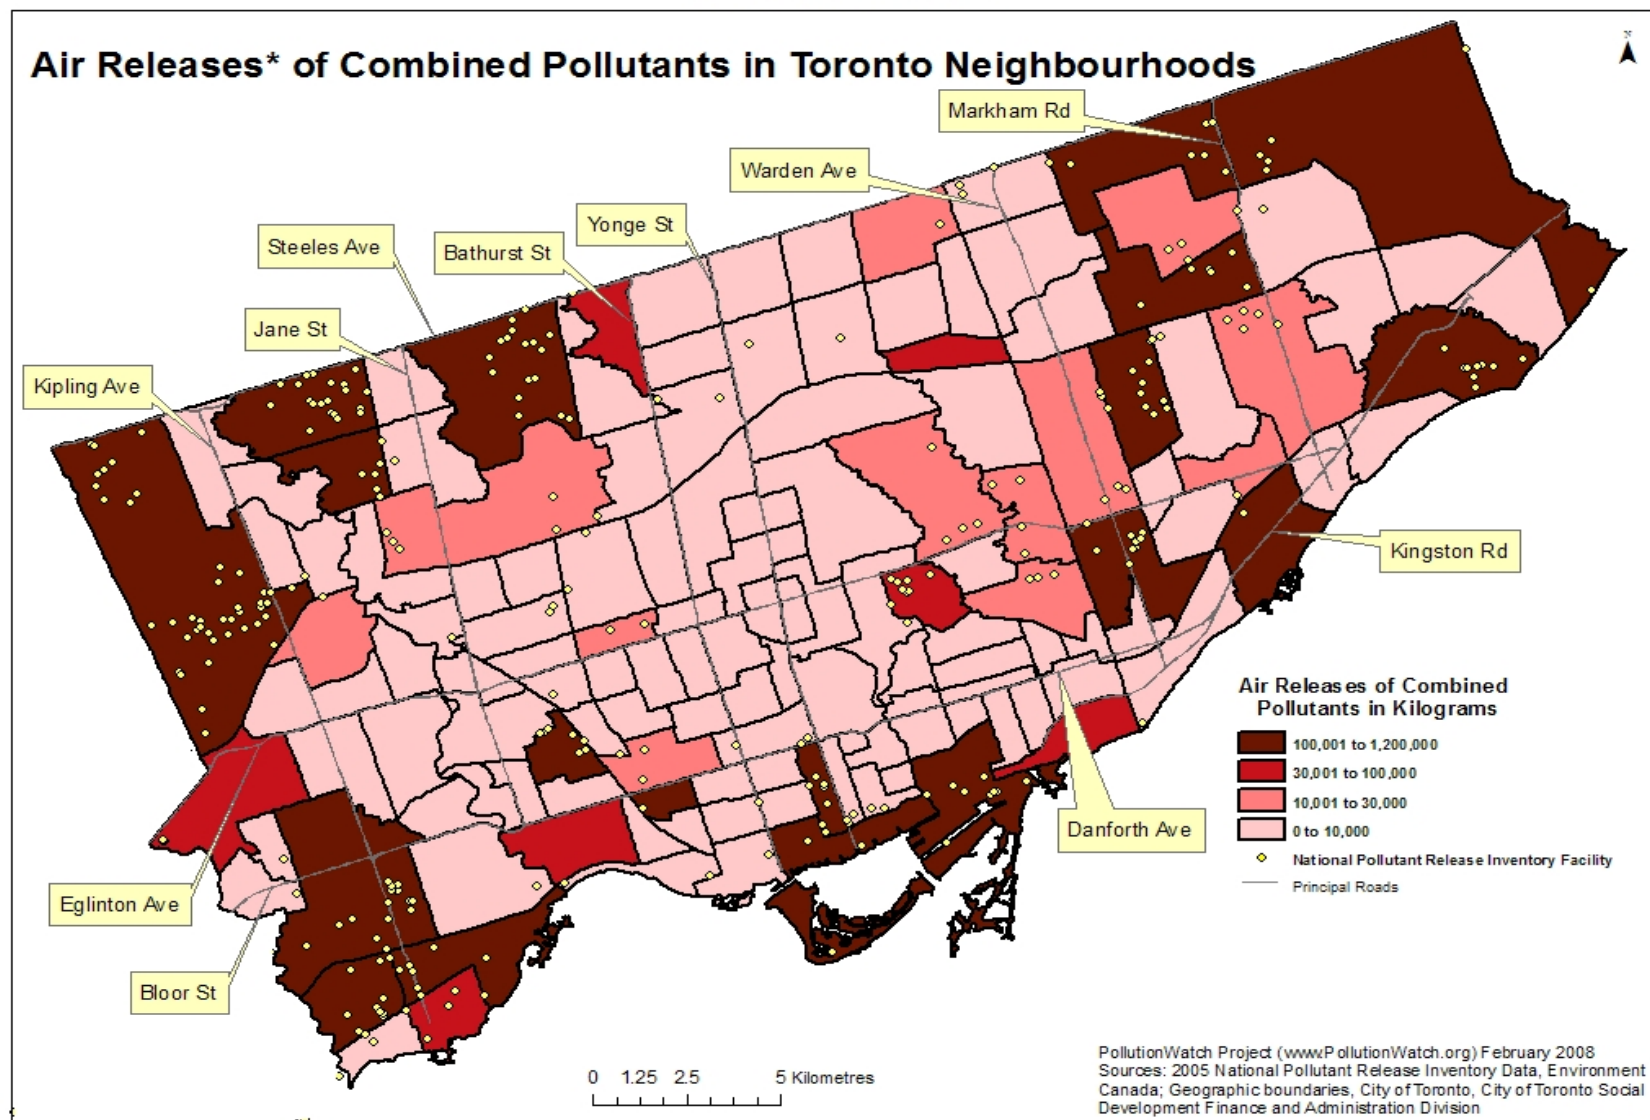 Air Releases* of Combined Pollutants in Toronto Neighbourhoods
N
Markham Rd
Warden Ave
Yonge St
Steeles Ave
Bathurst St
Jane St
Kipling Ave
Kingston Rd
Danforth Ave
Eglinton Ave
Bloor St
Air Releases of Combined
Pollutants in Kilograms
100,001 to 1,200,000
30,001 to 100,000
10,001 to 30,000
0 to 10,000
National Pollutant Release Inventory Facility
Principal Roads
0 1.25 2.5 5 Kilometres
PollutionWatch Project (www.PollutionWatch.org) February 2008
Sources: 2005 National Pollutant Release Inventory Data, Environment
Canada; Geographic boundaries, City of Toronto, City of Toronto Social
Development Finance and Administration Division